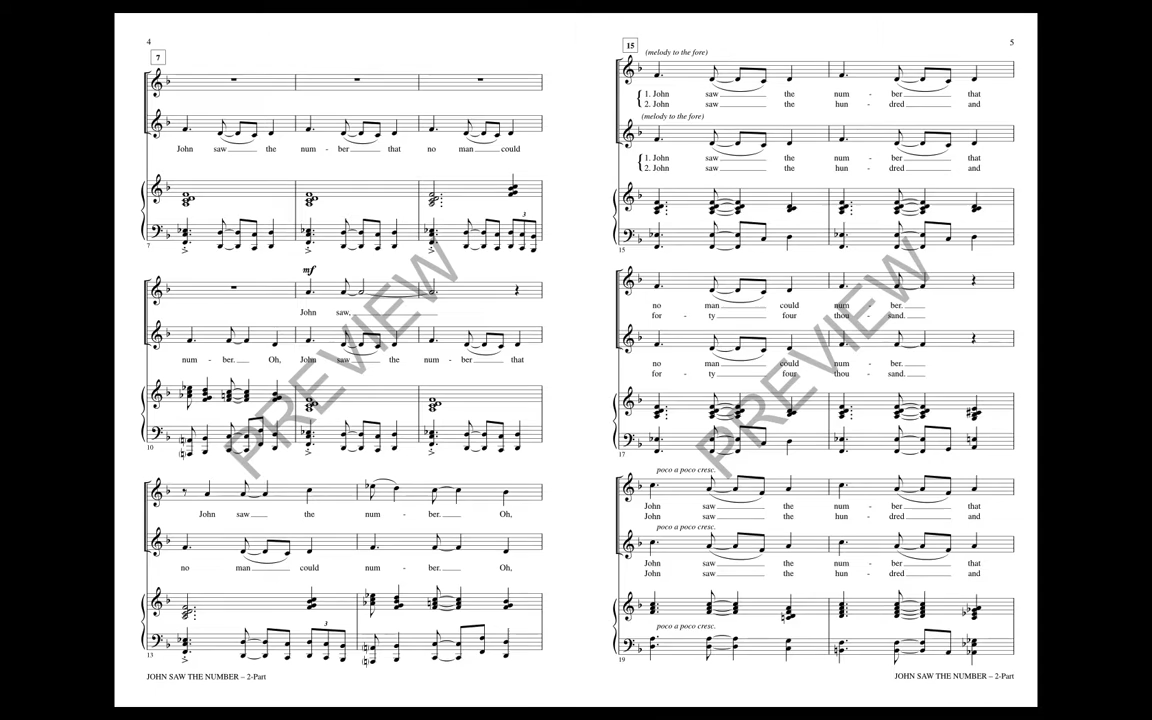 4
7
John saw the num - ber that no man could
7
3
mf
John saw,
num - ber. Oh, John saw the num - ber that
10
John saw the num - ber. Oh,
no man could num - ber. Oh,
3
13
JOHN SAW THE NUMBER – 2-Part
5
15
(melody to the fore)
1. John saw the num - ber that
2. John saw the hun - dred and
(melody to the fore)
1. John saw the num - ber that
2. John saw the hun - dred and
15
no man could num - ber.
for - ty four thou - sand.
no man could num - ber.
for - ty four thou - sand.
17
poco a poco cresc.
John saw the num - ber that
John saw the hun - dred and
poco a poco cresc.
John saw the num - ber that
John saw the hun - dred and
poco a poco cresc.
19
JOHN SAW THE NUMBER – 2-Part
PREVIEW
PREVIEW